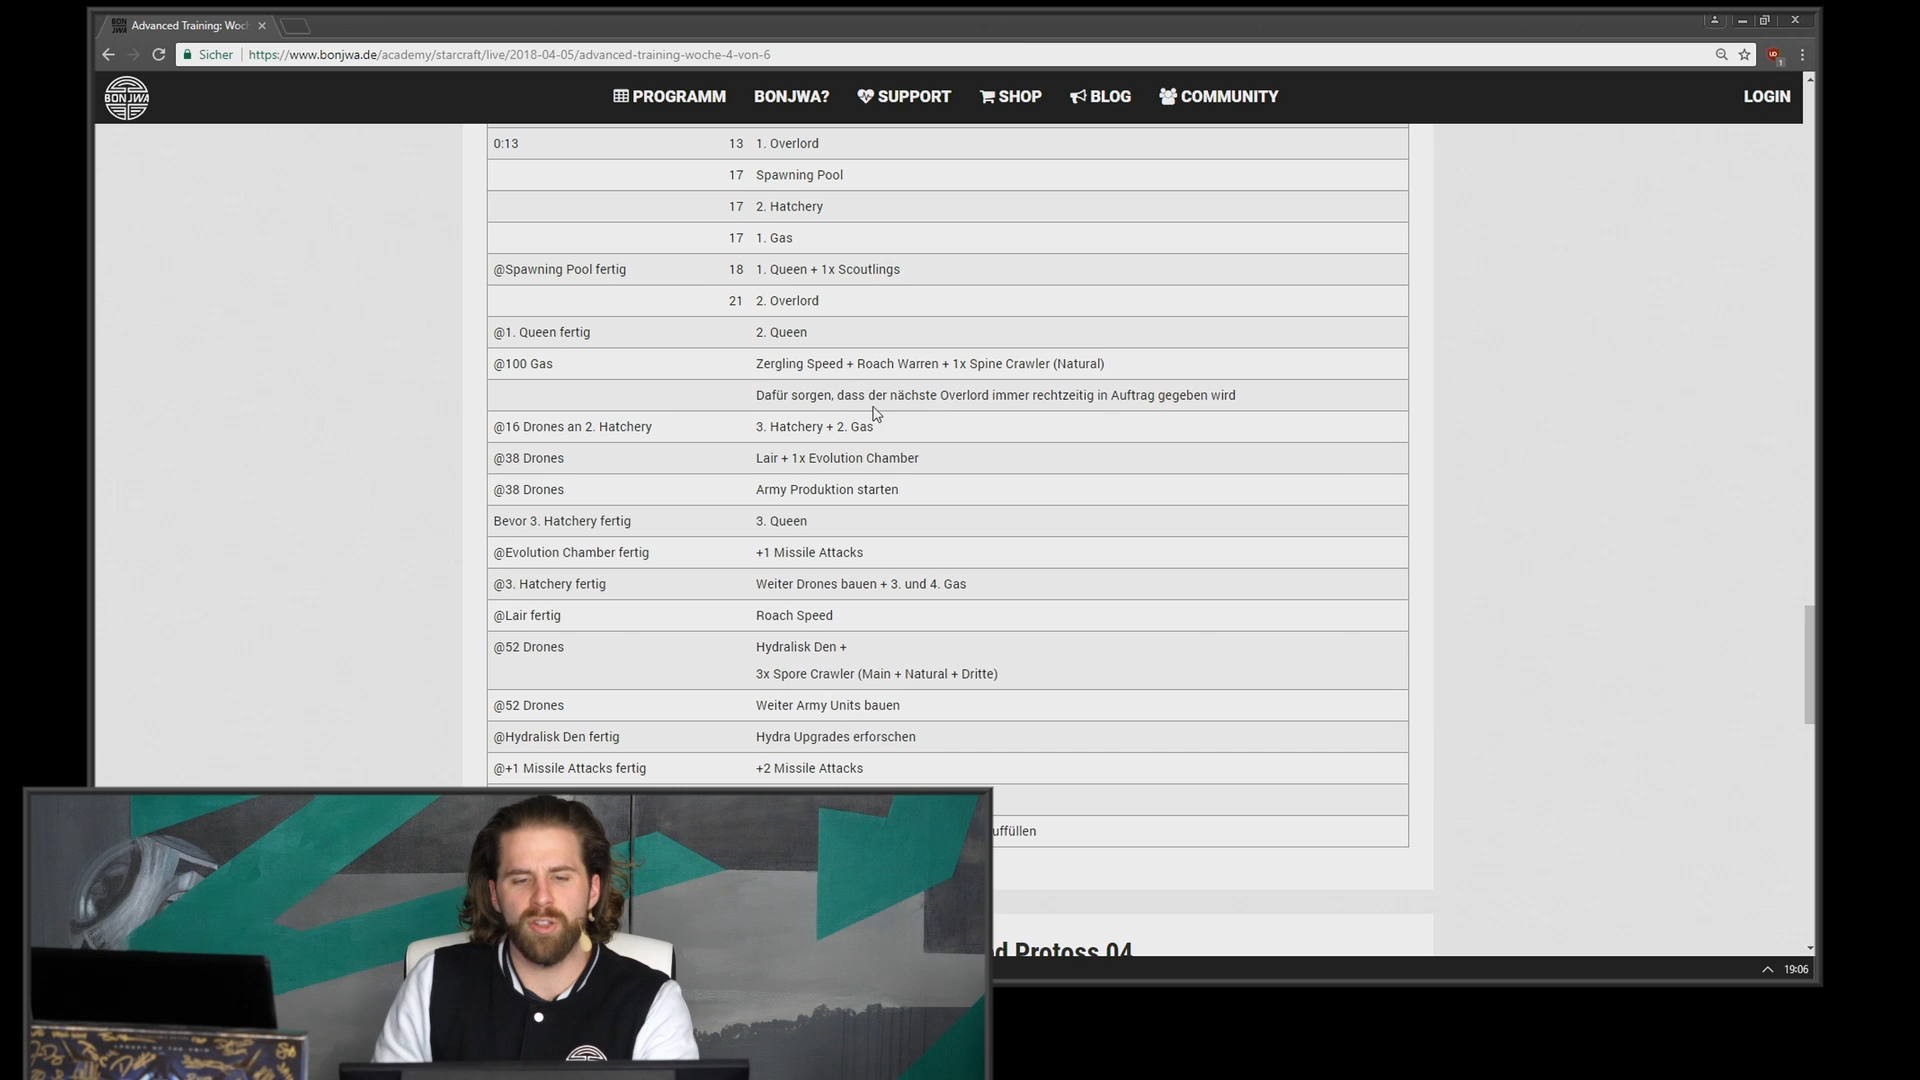 Advanced Training: Woc
Sicher https://www.bonjwa.de/academy/starcraft/live/2018-04-05/advanced-training-woche-4-von-6
BONJWA PROGRAMM BONJWA? SUPPORT SHOP BLOG COMMUNITY LOGIN
0:13 13 1. Overlord
17 Spawning Pool
17 2. Hatchery
17 1. Gas
@Spawning Pool fertig 18 1. Queen + 1x Scoutlings
21 2. Overlord
@1. Queen fertig 2. Queen
@100 Gas Zergling Speed + Roach Warren + 1x Spine Crawler (Natural)
Dafür sorgen, dass der nächste Overlord immer rechtzeitig in Auftrag gegeben wird
@16 Drones an 2. Hatchery 3. Hatchery + 2. Gas
@38 Drones Lair + 1x Evolution Chamber
@38 Drones Army Produktion starten
Bevor 3. Hatchery fertig 3. Queen
@Evolution Chamber fertig +1 Missile Attacks
@3. Hatchery fertig Weiter Drones bauen + 3. und 4. Gas
@Lair fertig Roach Speed
@52 Drones Hydralisk Den +
3x Spore Crawler (Main + Natural + Dritte)
@52 Drones Weiter Army Units bauen
@Hydralisk Den fertig Hydra Upgrades erforschen
@+1 Missile Attacks fertig +2 Missile Attacks
uffüllen
d Protoss 04
19:06